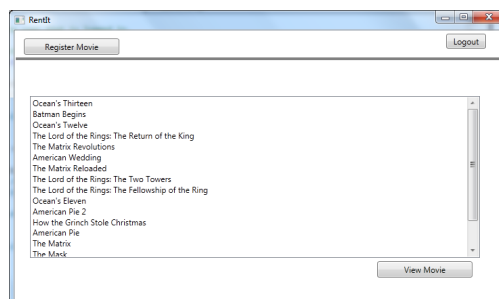 RentIt
Register Movie
Logout
Ocean's Thirteen
Batman Begins
Ocean's Twelve
The Lord of the Rings: The Return of the King
The Matrix Revolutions
American Wedding
The Matrix Reloaded
The Lord of the Rings: The Two Towers
The Lord of the Rings: The Fellowship of the Ring
Ocean's Eleven
American Pie 2
How the Grinch Stole Christmas
American Pie
The Matrix
The Mask
View Movie